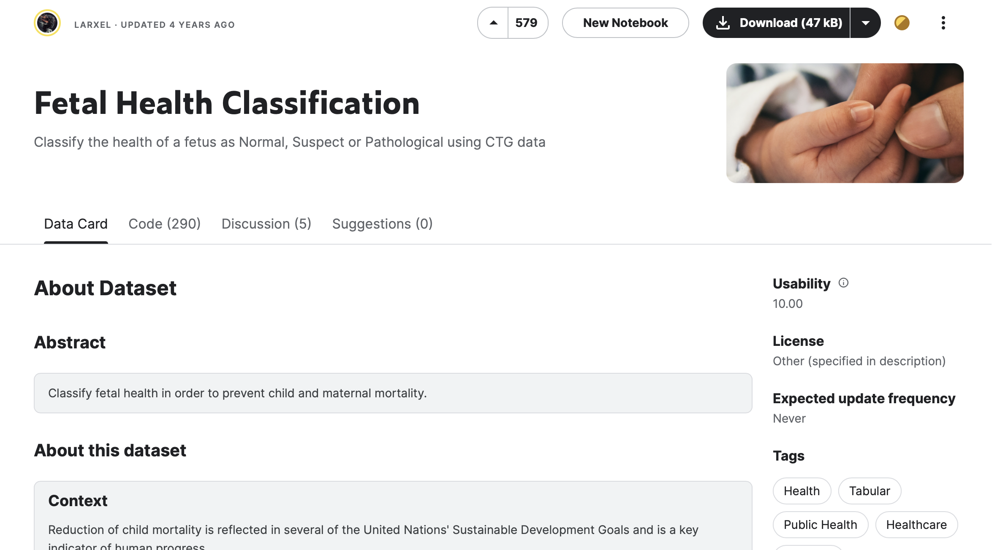 LARXEL · UPDATED 4 YEARS AGO
579
New Notebook
Download (47 kB)
Fetal Health Classification
Classify the health of a fetus as Normal, Suspect or Pathological using CTG data
Data Card
Code (290)
Discussion (5)
Suggestions (0)
About Dataset
Abstract
Classify fetal health in order to prevent child and maternal mortality.
About this dataset
Context
Reduction of child mortality is reflected in several of the United Nations' Sustainable Development Goals and is a key
indicator of human progress.
Usability
10.00
License
Other (specified in description)
Expected update frequency
Never
Tags
Health
Tabular
Public Health
Healthcare